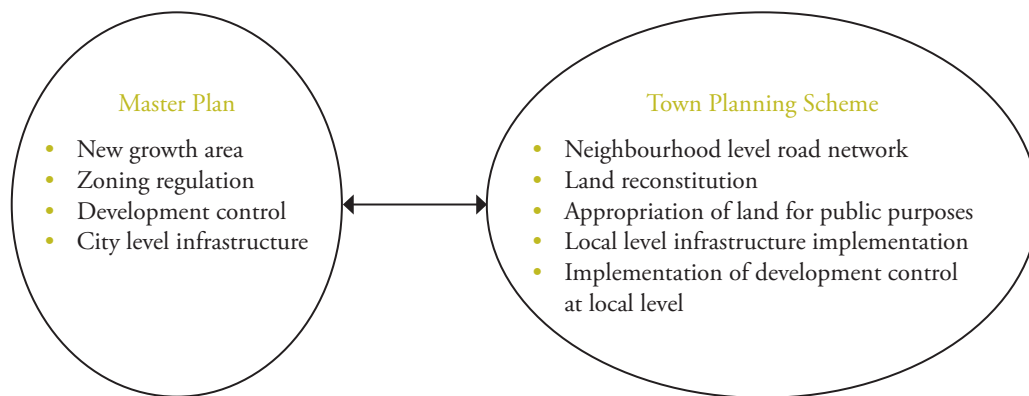 Master Plan
• New growth area
• Zoning regulation
• Development control
• City level infrastructure
Town Planning Scheme
• Neighbourhood level road network
• Land reconstitution
• Appropriation of land for public purposes
• Local level infrastructure implementation
• Implementation of development control
at local level